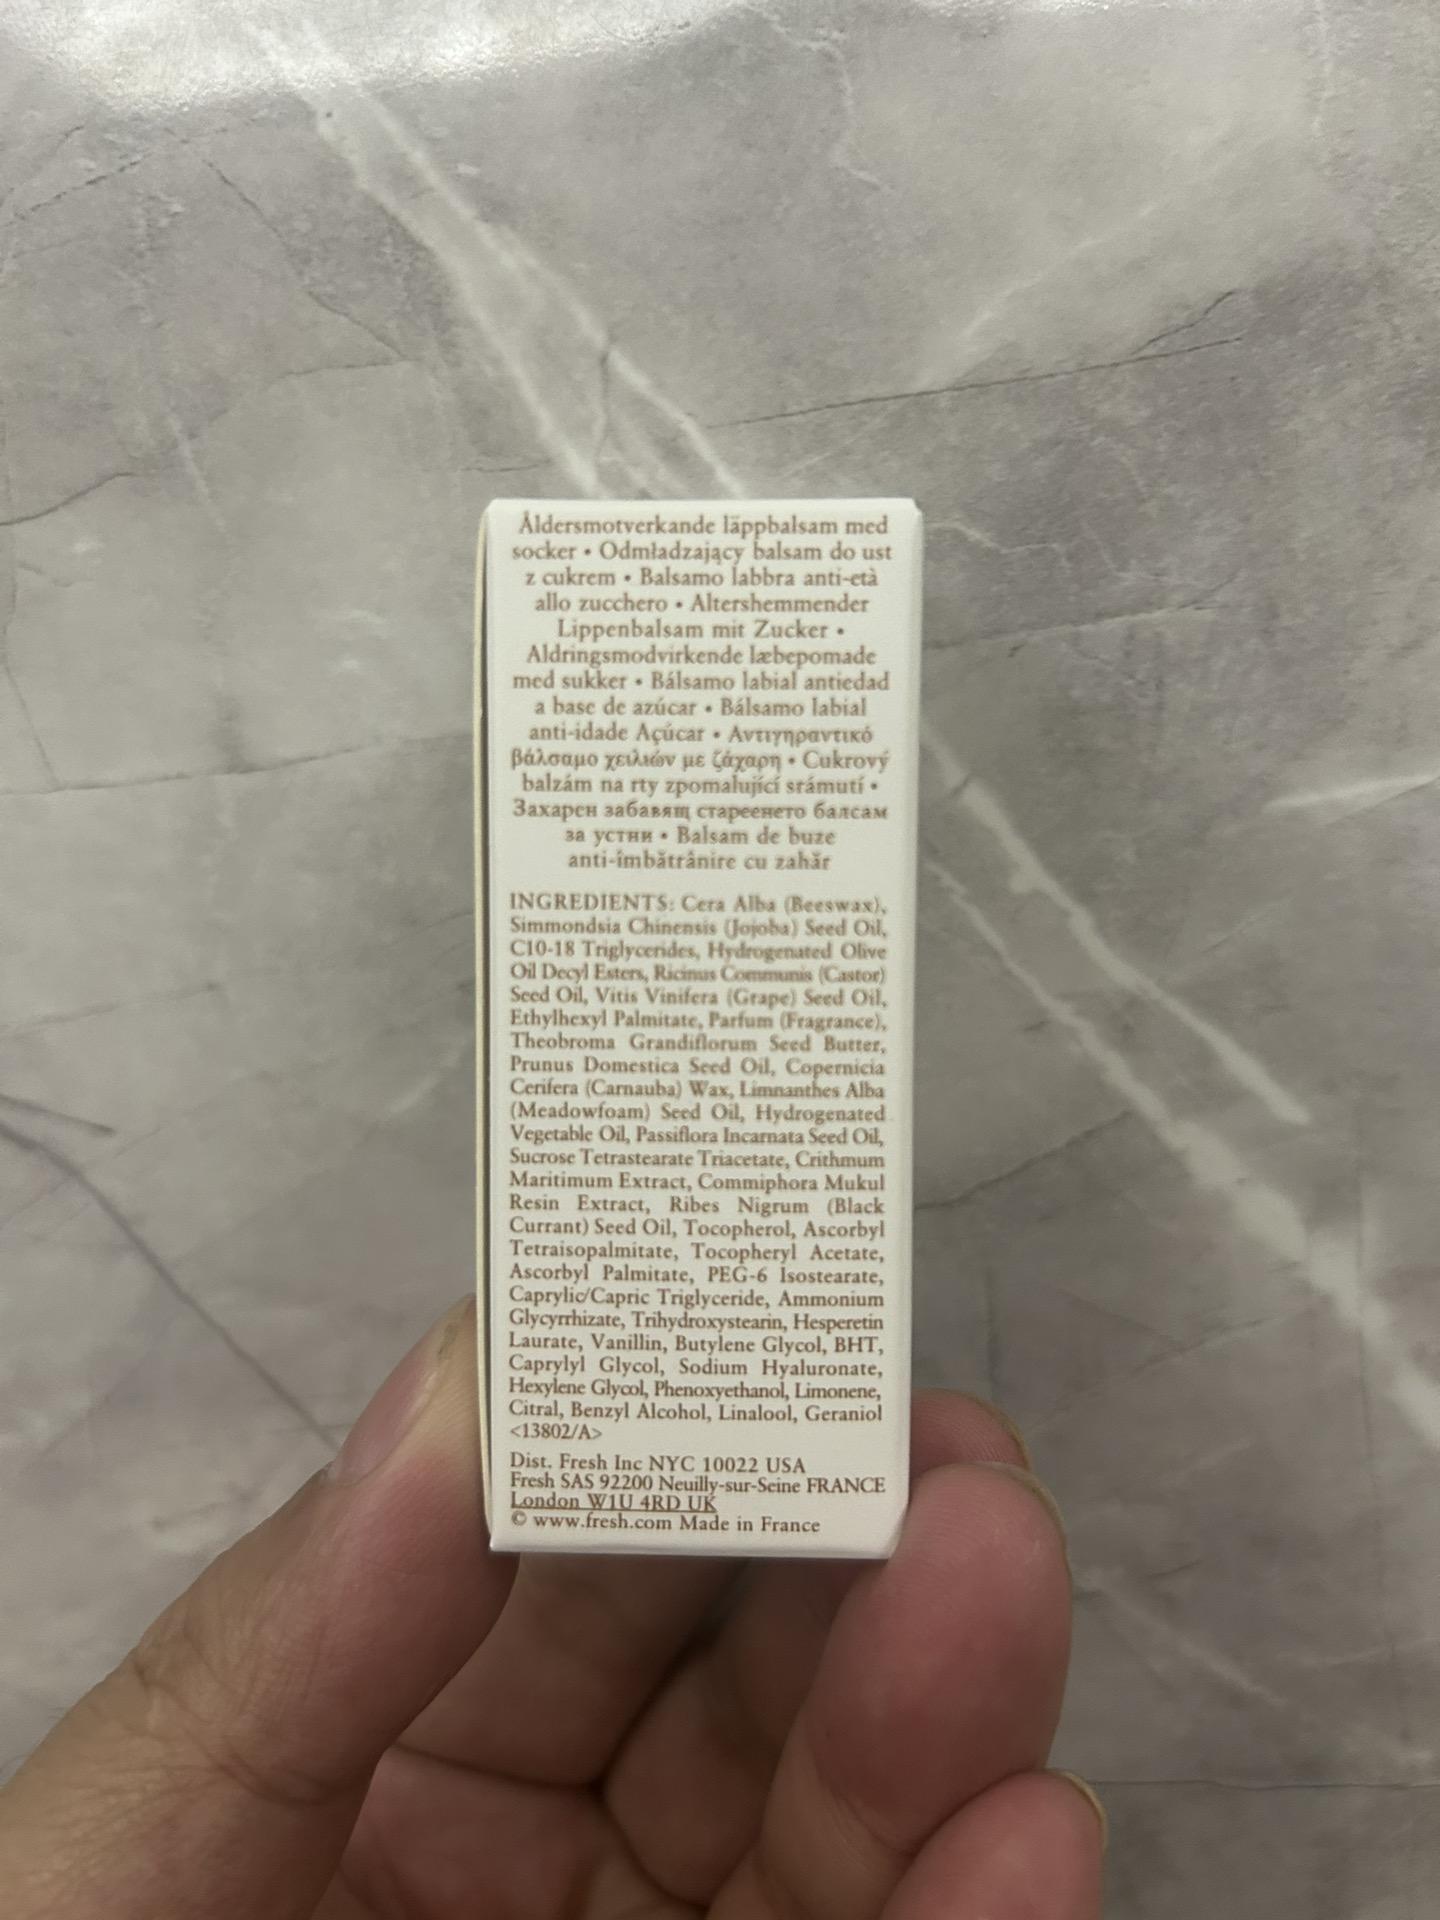 Åldersmotverkande läppbalsam med
socker • Odmładzający balsam do ust
z cukrem • Balsamo labbra anti-età
allo zucchero • Altershemmender
Lippenbalsam mit Zucker •
Aldringsmodvirkende læbepomade
med sukker • Bálsamo labial antiedad
a base de azúcar • Bálsamo labial
anti-idade Açúcar • Αντιγηραντικό
βάλσαμο χειλιών με ζάχαρη • Cukrový
balzám na rty zpomalující srámutí •
Захарен забавящ стареенето балсам
за устни • Balsam de buze
anti-îmbătrânire cu zahăr
INGREDIENTS: Cera Alba (Beeswax),
Simmondsia Chinensis (Jojoba) Seed Oil,
C10-18 Triglycerides, Hydrogenated Olive
Oil Decyl Esters, Ricinus Communis (Castor)
Seed Oil, Vitis Vinifera (Grape) Seed Oil,
Ethylhexyl Palmitate, Parfum (Fragrance),
Theobroma Grandiflorum Seed Butter,
Prunus Domestica Seed Oil, Copernicia
Cerifera (Carnauba) Wax, Limnanthes Alba
(Meadowfoam) Seed Oil, Hydrogenated
Vegetable Oil, Passiflora Incarnata Seed Oil,
Sucrose Tetrastearate Triacetate, Crithmum
Maritimum Extract, Commiphora Mukul
Resin Extract, Ribes Nigrum (Black
Currant) Seed Oil, Tocopherol, Ascorbyl
Tetraisopalmitate, Tocopheryl Acetate,
Ascorbyl Palmitate, PEG-6 Isostearate,
Caprylic/Capric Triglyceride, Ammonium
Glycyrrhizate, Trihydroxystearin, Hesperetin
Laurate, Vanillin, Butylene Glycol, BHT,
Caprylyl Glycol, Sodium Hyaluronate,
Hexylene Glycol, Phenoxyethanol, Limonene,
Citral, Benzyl Alcohol, Linalool, Geraniol
<13802/A>
Dist. Fresh Inc NYC 10022 USA
Fresh SAS 92200 Neuilly-sur-Seine FRANCE
London W1U 4RD UK
© www.fresh.com Made in France